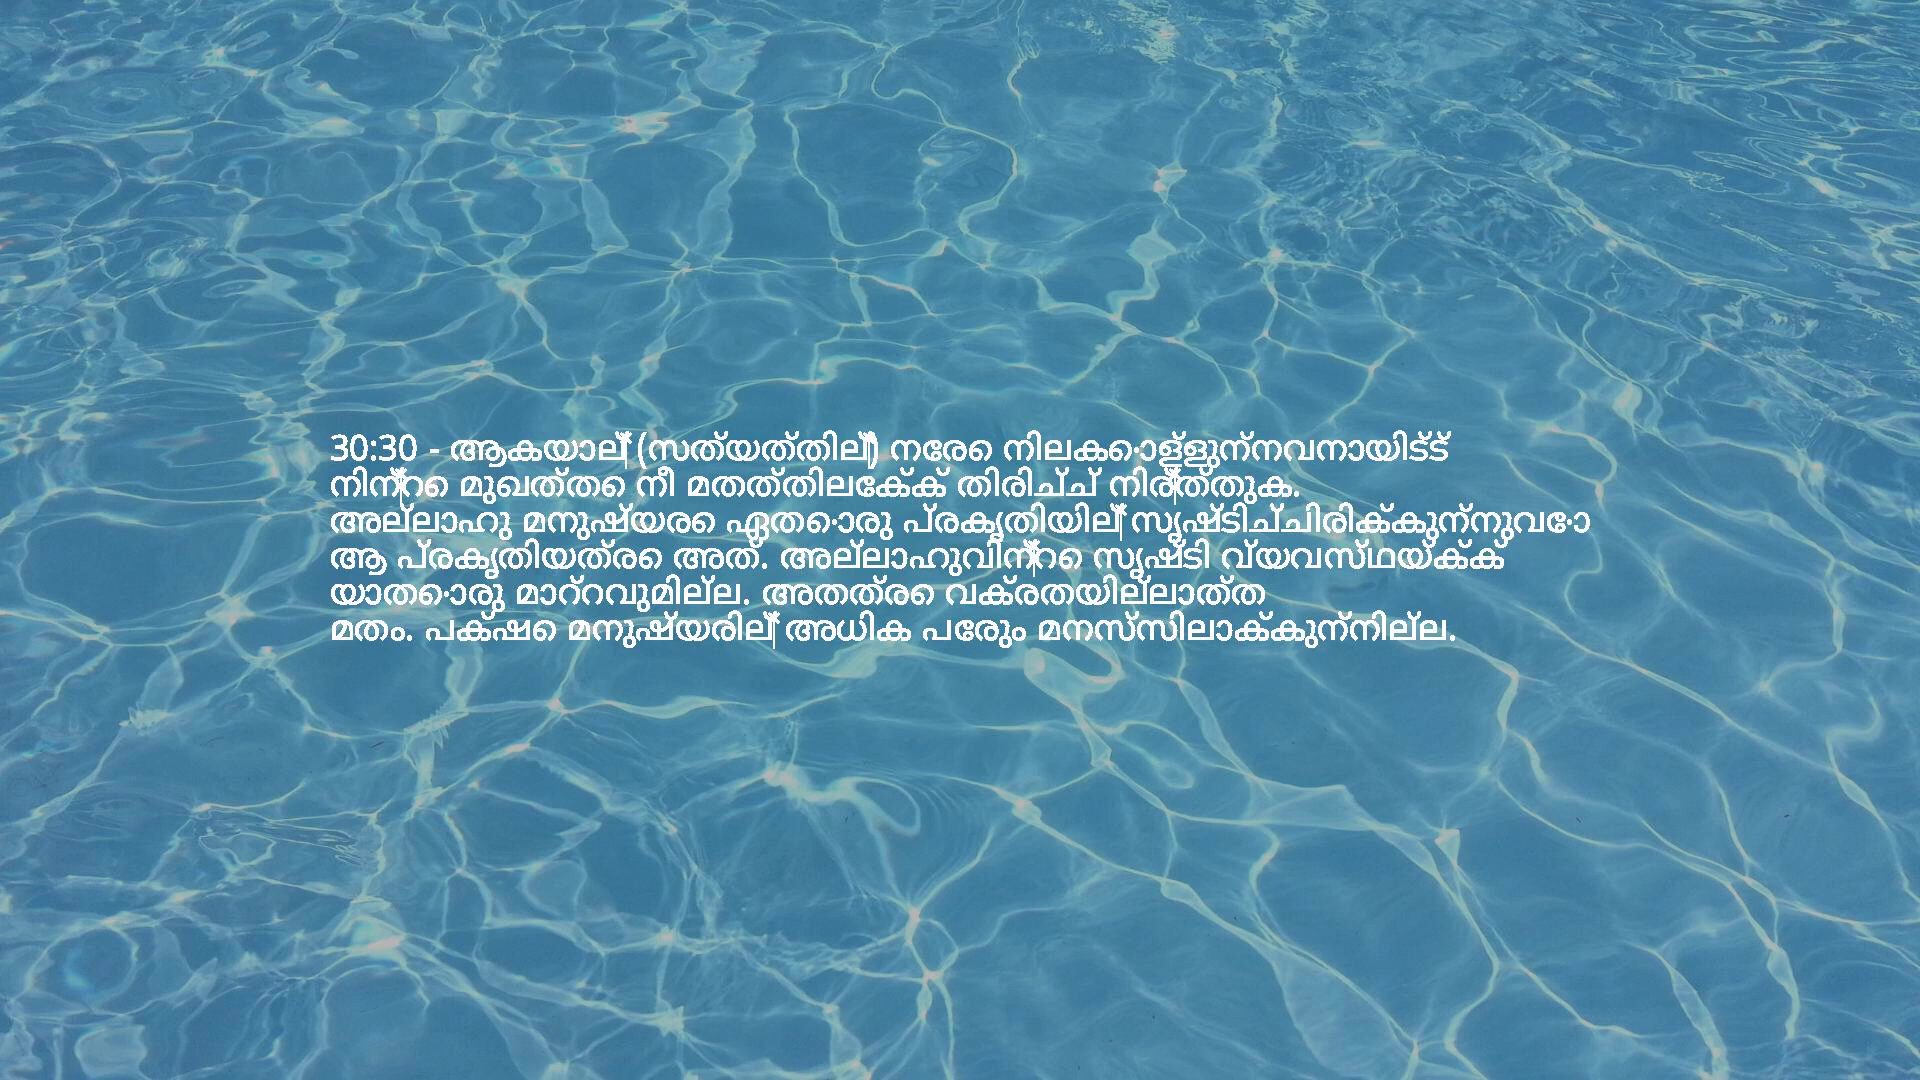 30:30 - ആകയാല്‍ (സത്യത്തില്‍) നേരെ നിലകൊള്ളുന്നവനായിട്ട്
നിന്‍റെ മുഖത്തെ നീ മതത്തിലേക്ക് തിരിച്ച് നിര്‍ത്തുക.
അല്ലാഹു മനുഷ്യരെ ഏതൊരു പ്രകൃതിയില്‍ സൃഷ്ടിച്ചിരിക്കുന്നുവോ
ആ പ്രകൃതിയത്രെ അത്. അല്ലാഹുവിന്‍റെ സൃഷ്ടി വ്യവസ്ഥയ്ക്ക്
യാതൊരു മാറ്റവുമില്ല. അതത്രെ വക്രതയില്ലാത്ത
മതം. പക്ഷെ മനുഷ്യരില്‍ അധിക പേരും മനസ്സിലാക്കുന്നില്ല.